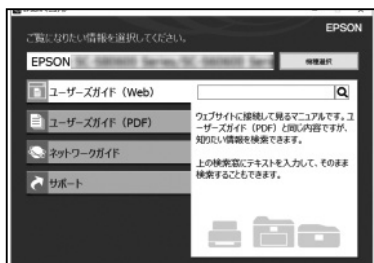 EPSON
ご覧になりたい情報を選択してください。
EPSON
機種選択
ユーザーズガイド（Web）
ユーザーズガイド（PDF）
ネットワークガイド
サポート
ウェブサイトに接続して見るマニュアルです。ユ
ーザーズガイド（PDF）と同じ内容ですが、
知りたい情報を検索できます。
上の検索窓にテキストを入力して、そのまま
検索することもできます。